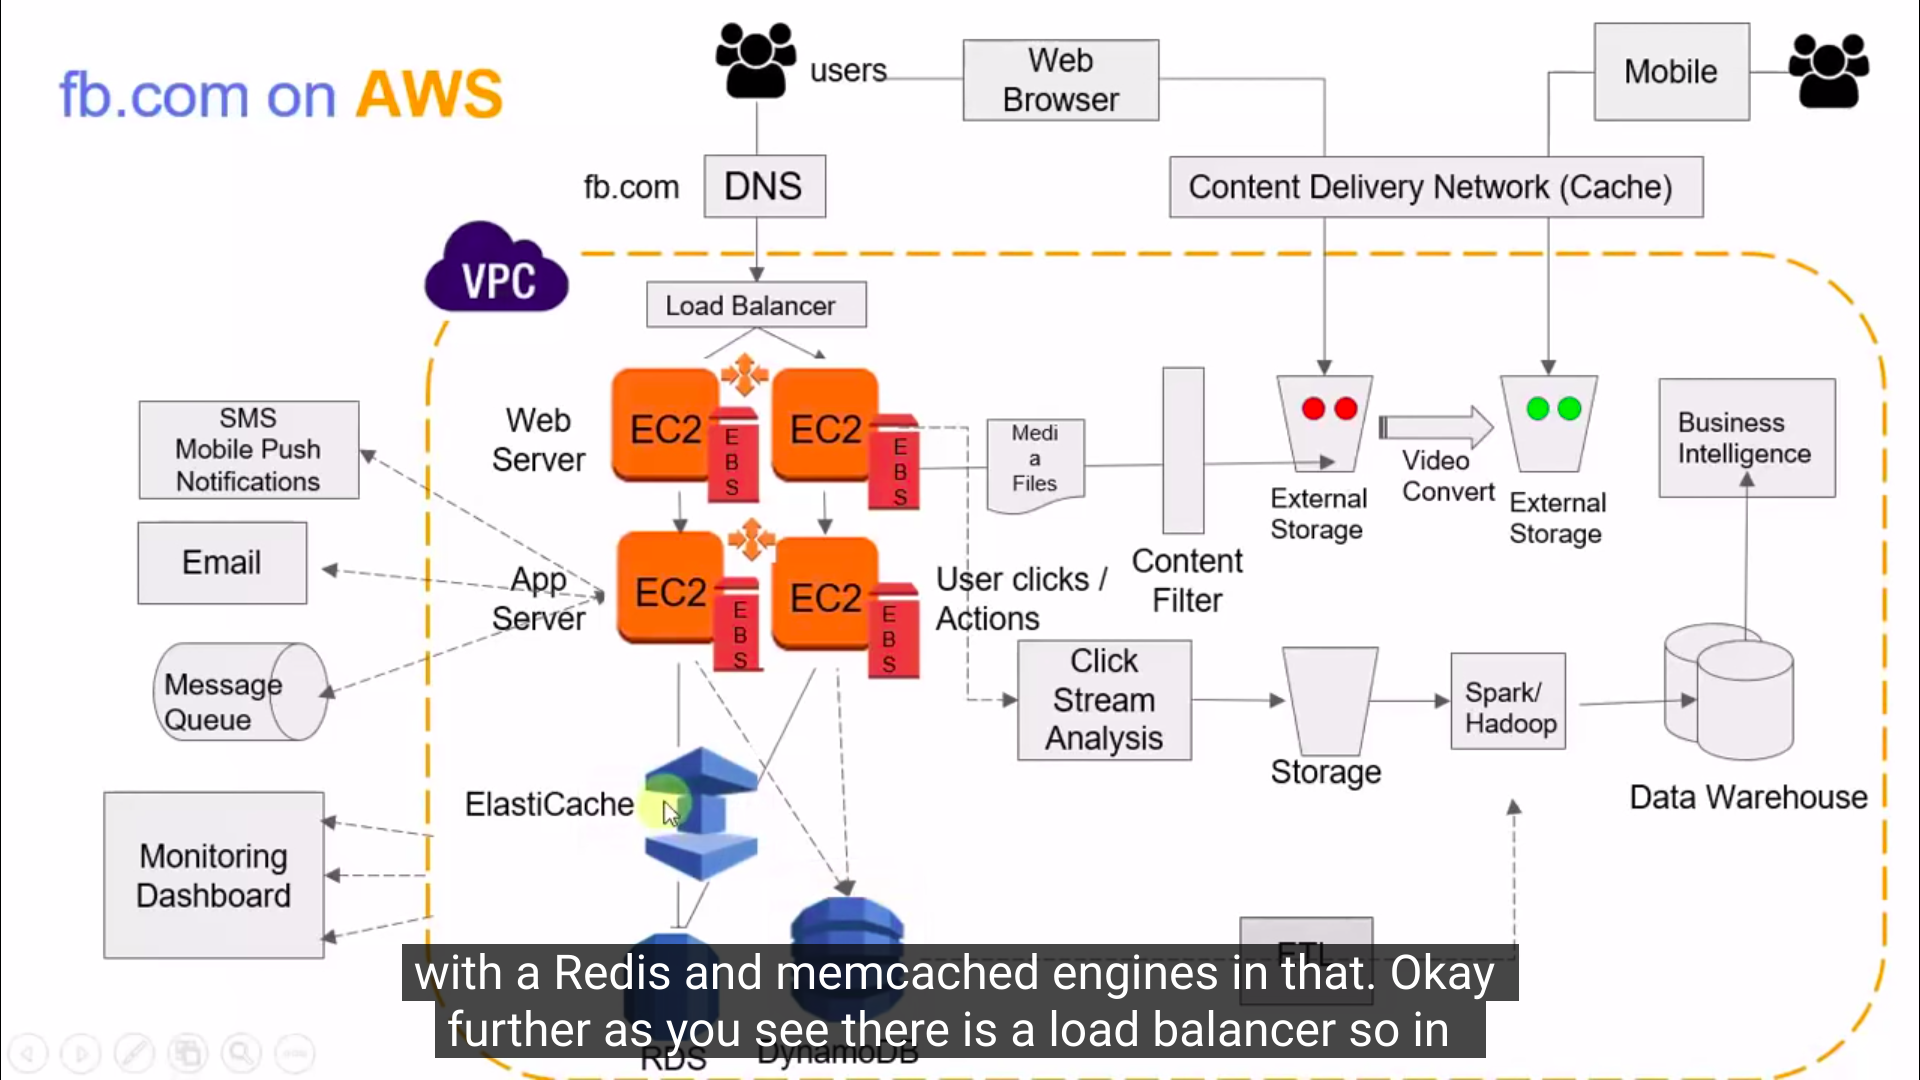 fb.com on AWS
users
Web
Browser
Mobile
fb.com
DNS
Content Delivery Network (Cache)
VPC
Load Balancer
Web
Server
EC2
E
B
S
EC2
E
B
S
Medi
a
Files
Content
Filter
External
Storage
Video
Convert
External
Storage
Business
Intelligence
SMS
Mobile Push
Notifications
Email
Message
Queue
App
Server
EC2
E
B
S
EC2
E
B
S
User clicks /
Actions
Click
Stream
Analysis
Storage
Spark/
Hadoop
Data Warehouse
ElastiCache
Monitoring
Dashboard
ETL
with a Redis and memcached engines in that. Okay
further as you see there is a load balancer so in
RDS
DynamoDB